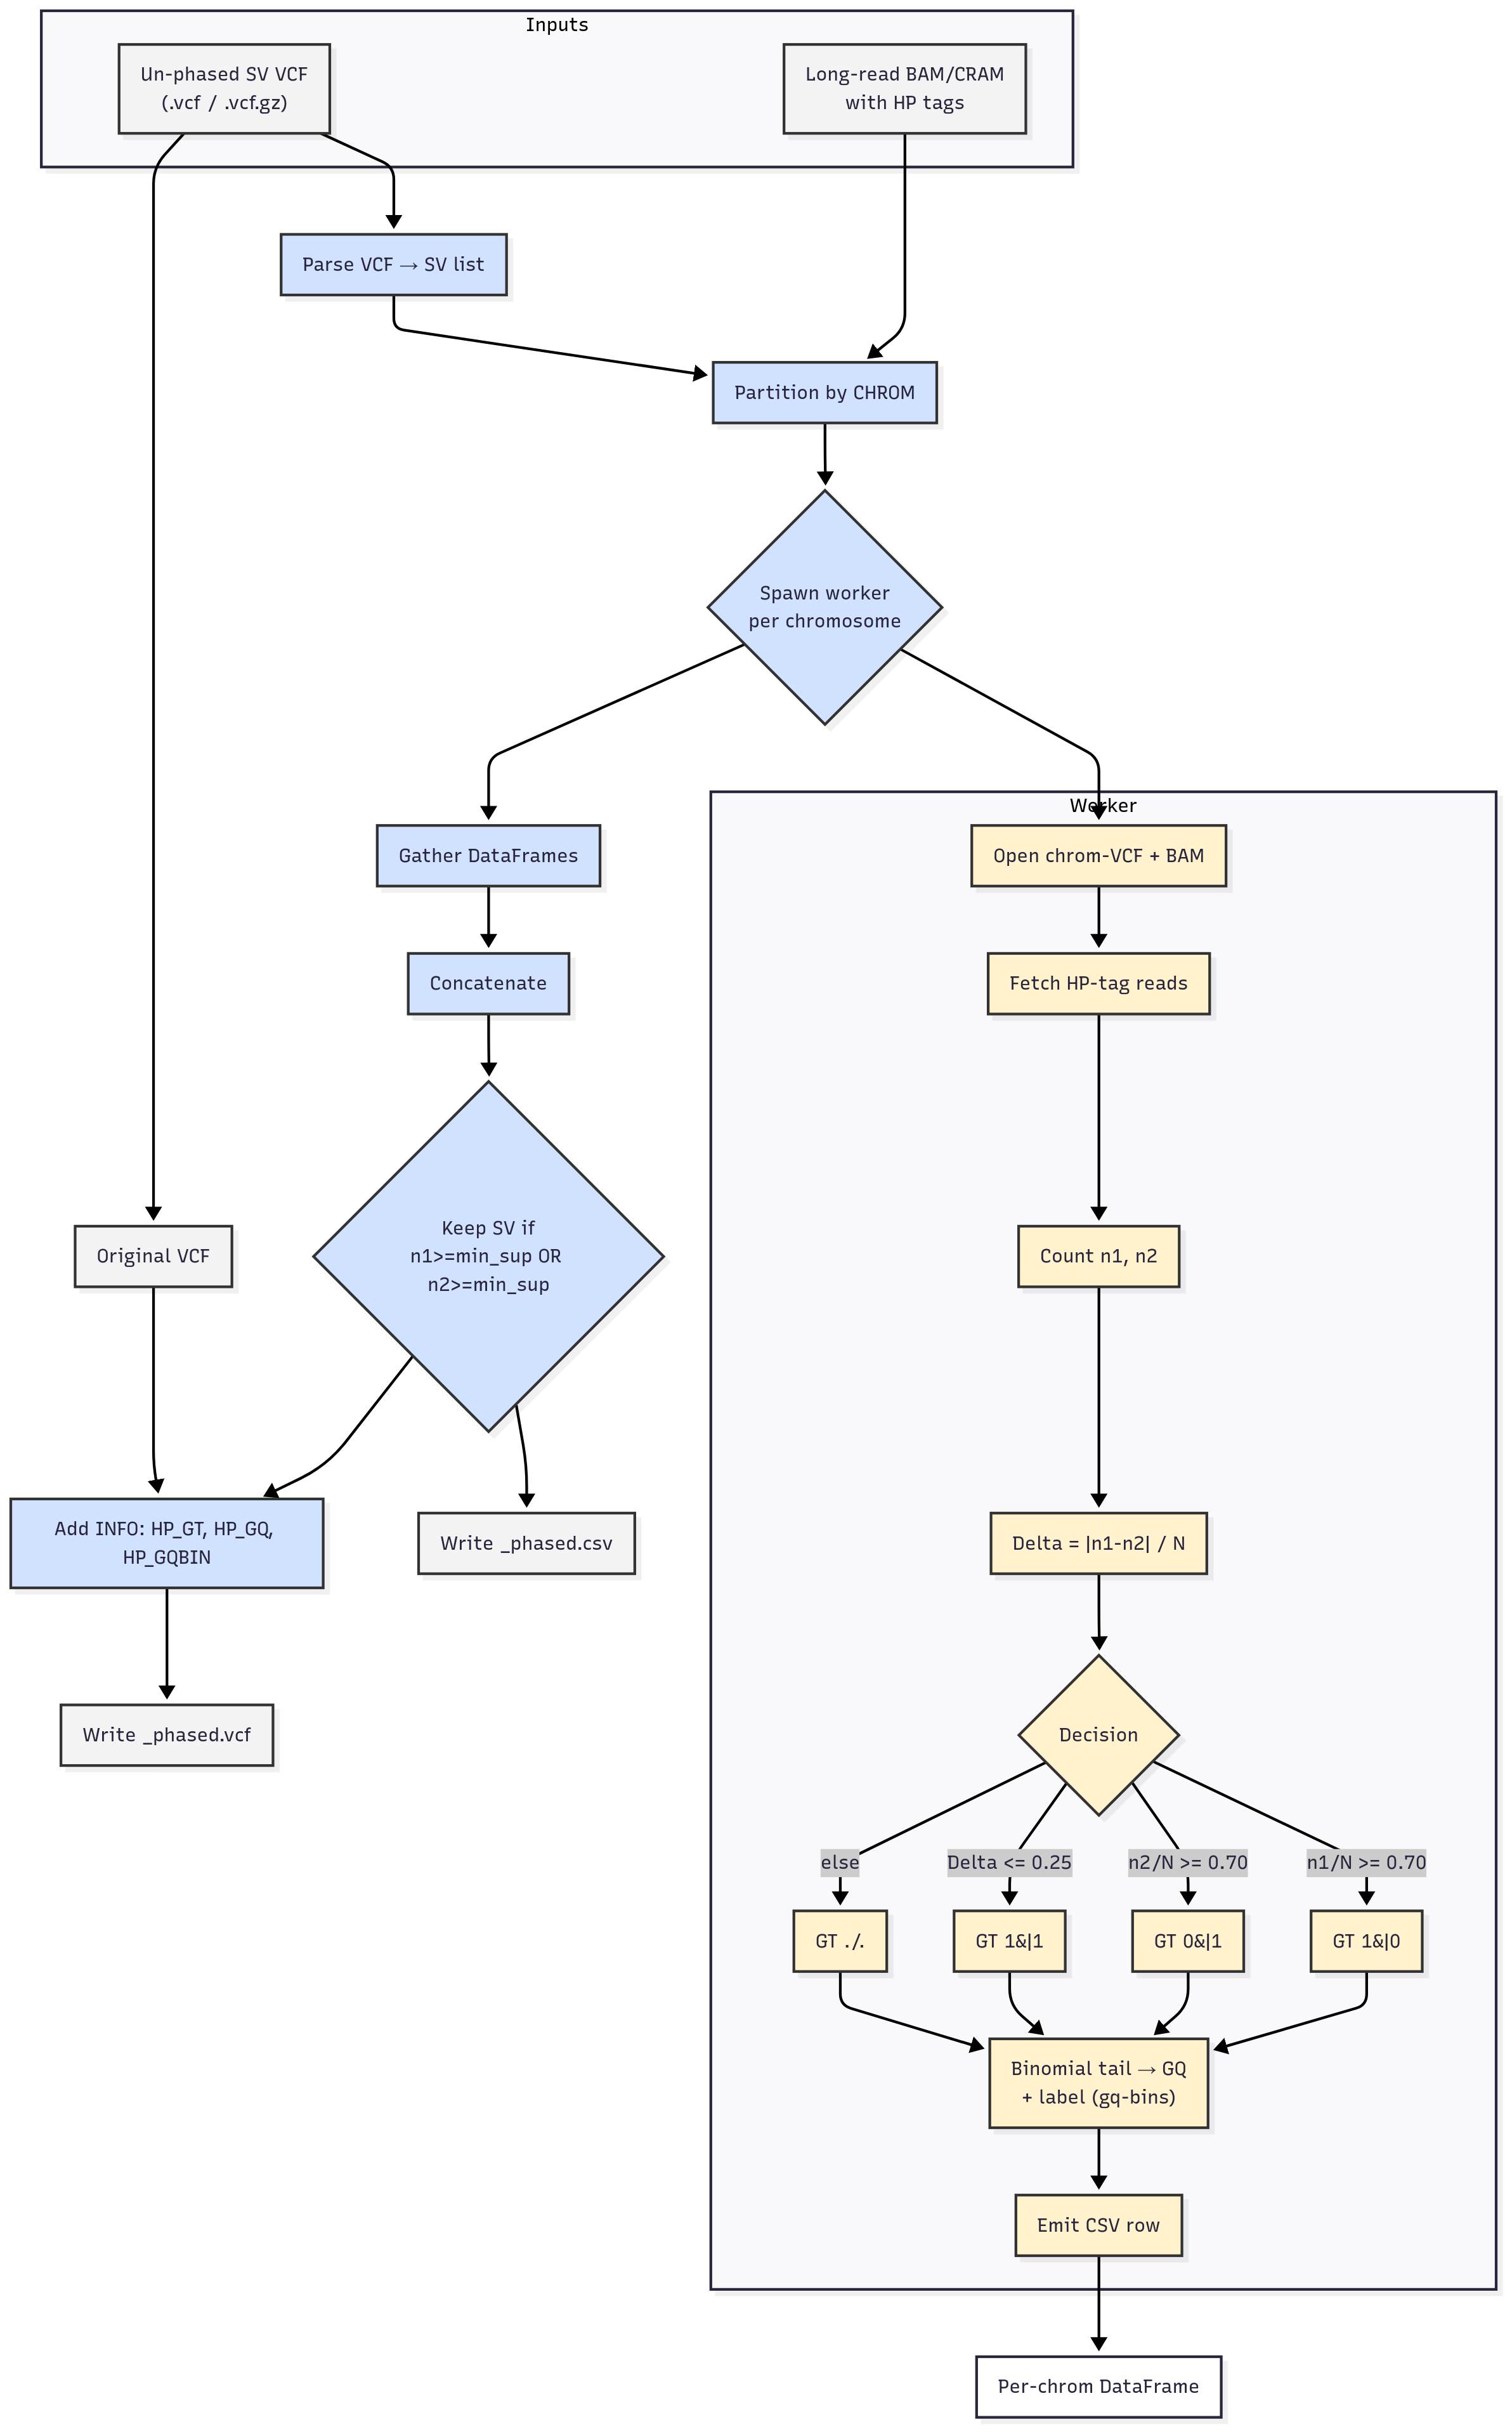 Inputs
Un-phased SV VCF
(.vcf / .vcf.gz)
Long-read BAM/CRAM
with HP tags
Parse VCF → SV list
Partition by CHROM
Spawn worker
per chromosome
Worker
Gather DataFrames
Open chrom-VCF + BAM
Concatenate
Fetch HP-tag reads
Original VCF
Keep SV if
n1>=min_sup OR
n2>=min_sup
Count n1, n2
Add INFO: HP_GT, HP_GQ,
HP_GQBIN
Write _phased.csv
Delta = |n1-n2| / N
Write _phased.vcf
Decision
else
Delta <= 0.25
n2/N >= 0.70
n1/N >= 0.70
GT ./.
GT 1&|1
GT 0&|1
GT 1&|0
Binomial tail → GQ
+ label (gq-bins)
Emit CSV row
Per-chrom DataFrame